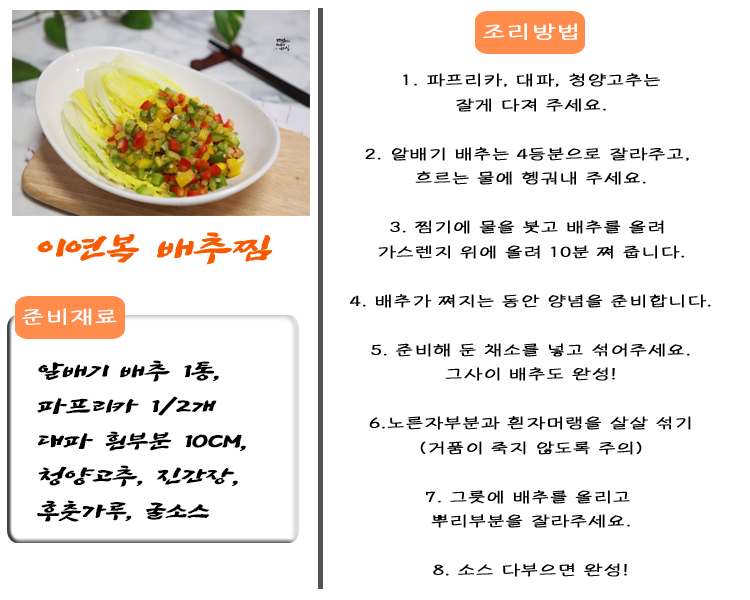 이연복 배추찜
준비재료
알배기 배추 1통,
파프리카 1/2개
대파 흰부분 10CM,
청양고추, 진간장,
후춧가루, 굴소스
조리방법
1. 파프리카, 대파, 청양고추는
잘게 다져 주세요.
2. 알배기 배추는 4등분으로 잘라주고,
흐르는 물에 헹궈내 주세요.
3. 찜기에 물을 붓고 배추를 올려
가스렌지 위에 올려 10분 쪄 줍니다.
4. 배추가 쪄지는 동안 양념을 준비합니다.
5. 준비해 둔 채소를 넣고 섞어주세요.
그사이 배추도 완성!
6.노른자부분과 흰자머랭을 살살 섞기
(거품이 죽지 않도록 주의)
7. 그릇에 배추를 올리고
뿌리부분을 잘라주세요.
8. 소스 다부으면 완성!